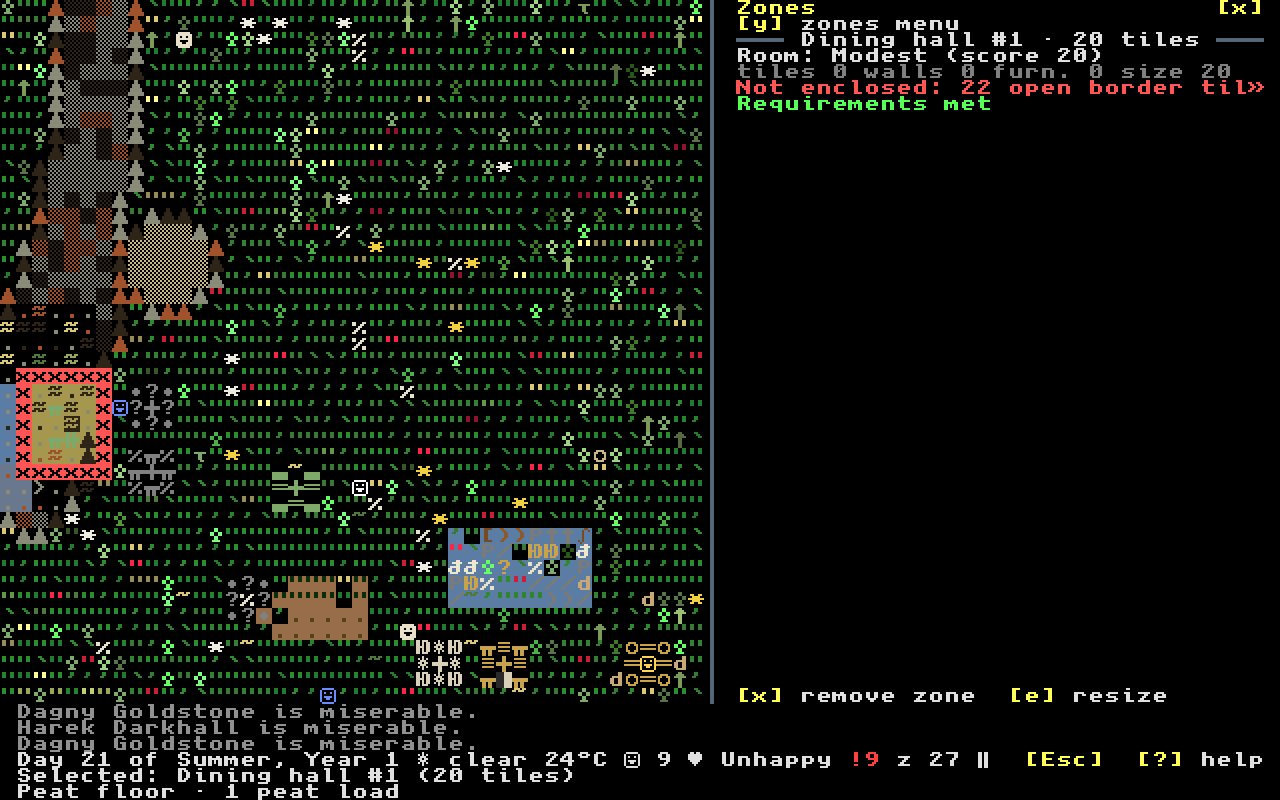 Zones [x]
[y] zones menu
Dining hall #1 · 20 tiles
Room: Modest (score 20)
tiles 0 walls 0 furn. 0 size 20
Not enclosed: 22 open border til»
Requirements met
[x] remove zone [e] resize
Dagny Goldstone is miserable.
Harek Darkhall is miserable.
Dagny Goldstone is miserable.
Day 21 of Summer, Year 1 * clear 24°C ☺ 9 ♥ Unhappy !9 z 27 ‖ [Esc] [?] help
Selected: Dining hall #1 (20 tiles)
Peat floor · 1 peat load